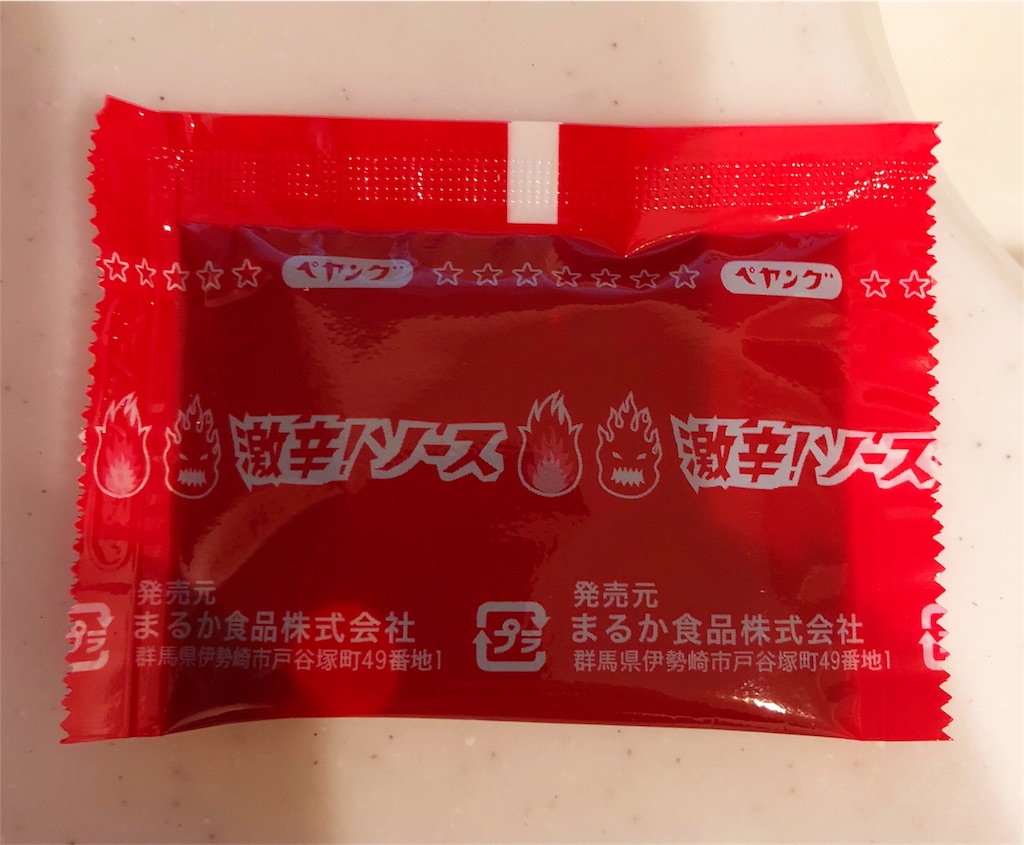 ペヤング ペヤング
激辛!ソース 激辛!ソース
発売元 発売元
まるか食品株式会社 まるか食品株式会社
群馬県伊勢崎市戸谷塚町49番地1 群馬県伊勢崎市戸谷塚町49番地1
プラ プラ